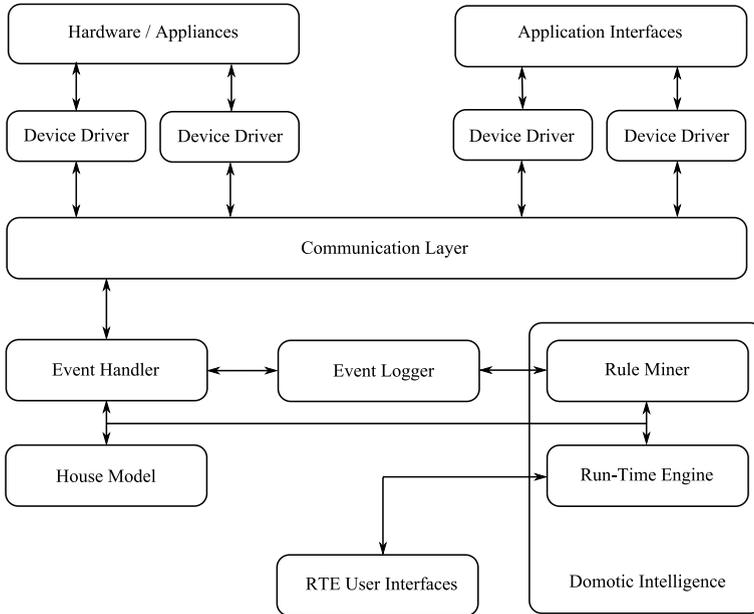 Hardware / Appliances
Application Interfaces
Device Driver
Device Driver
Device Driver
Device Driver
Communication Layer
Event Handler
Event Logger
Rule Miner
House Model
Run-Time Engine
RTE User Interfaces
Domotic Intelligence